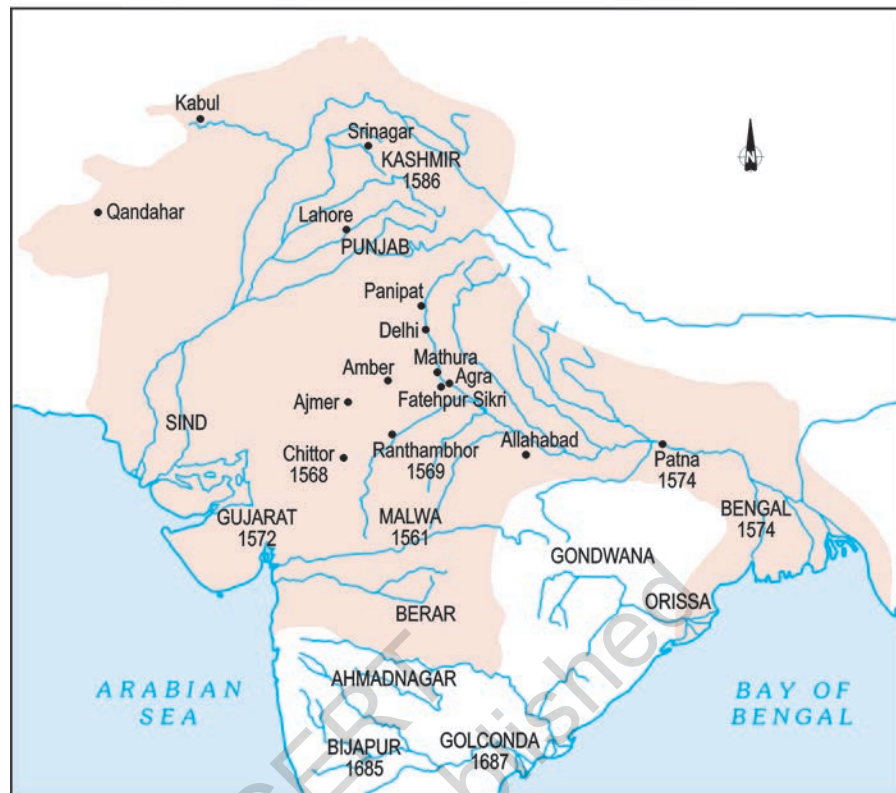 Kabul
Srinagar
KASHMIR
1586
Qandahar
Lahore
PUNJAB
Panipat
Delhi
Mathura
Agra
Amber
Fatehpur Sikri
Ajmer
SIND
Ranthambhor
1569
Allahabad
Chittor
1568
Patna
1574
GUJARAT
1572
MALWA
1561
BENGAL
1574
GONDWANA
BERAR
ORISSA
AHMADNAGAR
ARABIAN
SEA
BAY OF
BENGAL
BIJAPUR
1685
GOLCONDA
1687
N